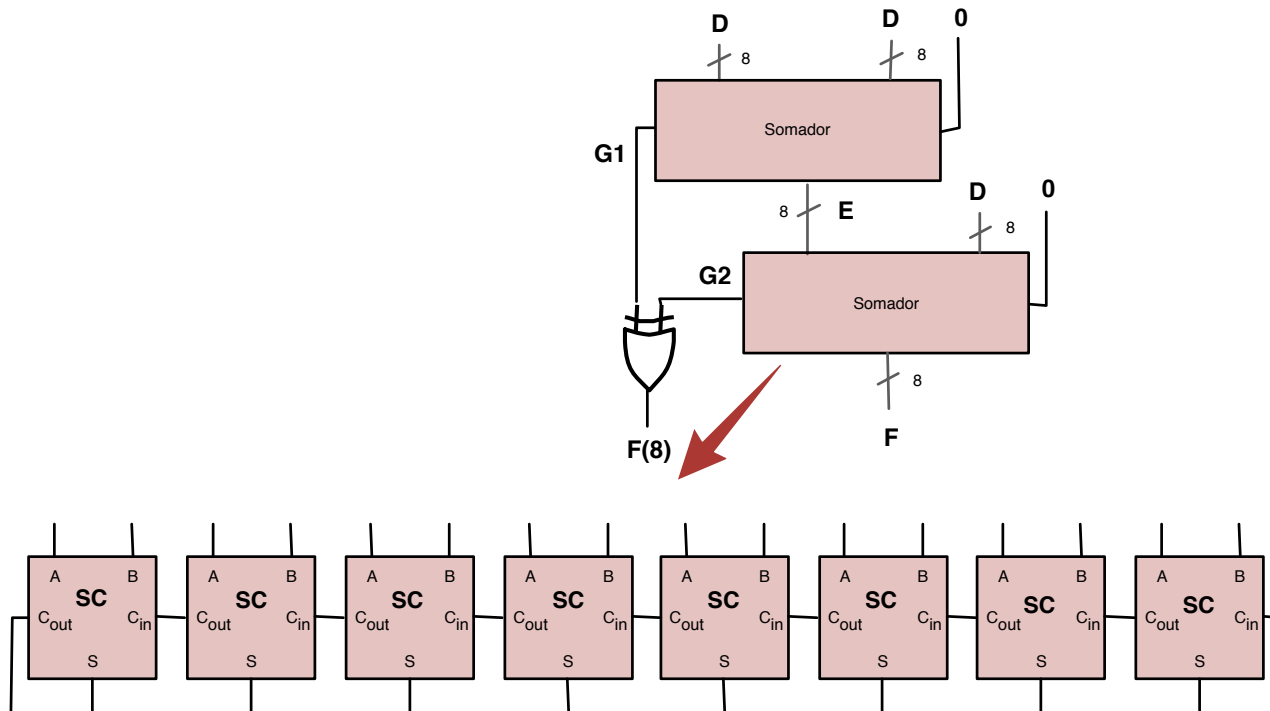 D D 0
8 8
Somador
G1
8 E D 0
8
G2
Somador
8
F
F(8)
A B A B A B A B A B A B A B A B
SC SC SC SC SC SC SC SC
Cout Cin Cout Cin Cout Cin Cout Cin Cout Cin Cout Cin Cout Cin Cout Cin
S S S S S S S S